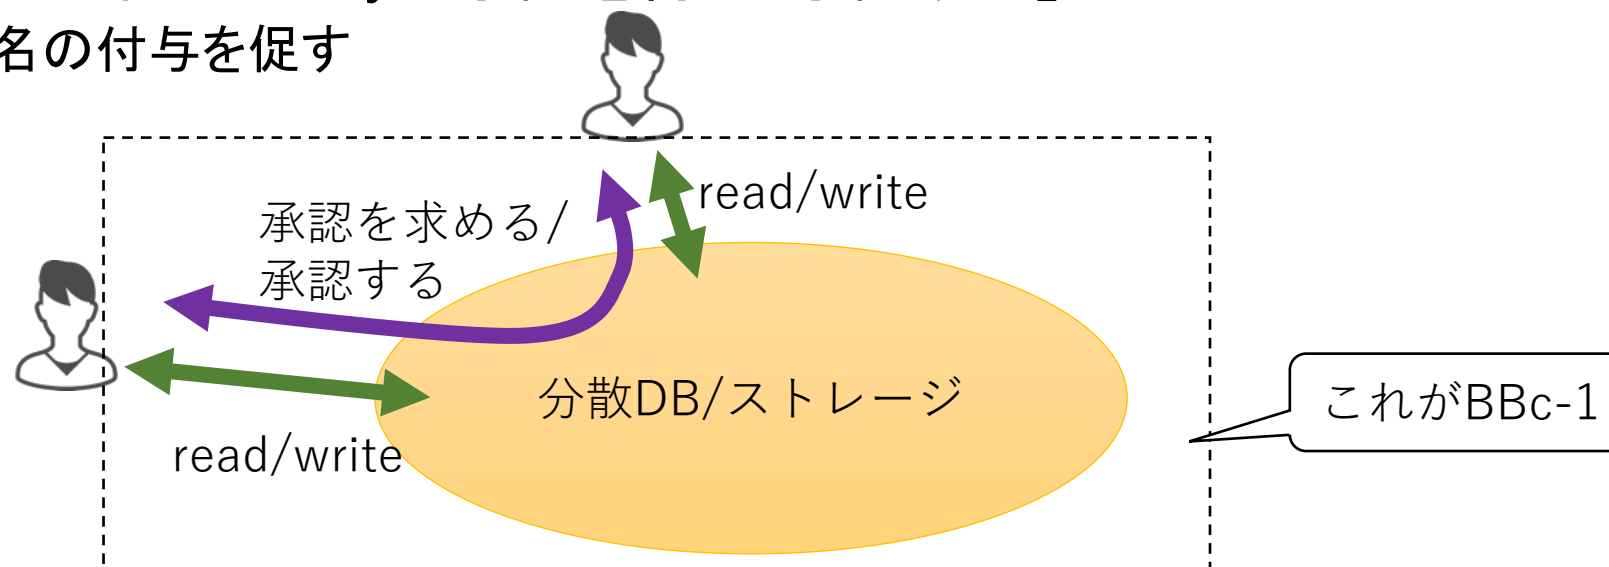 名の付与を促す
read/write
承認を求める/
承認する
分散DB/ストレージ
これがBBc-1
read/write